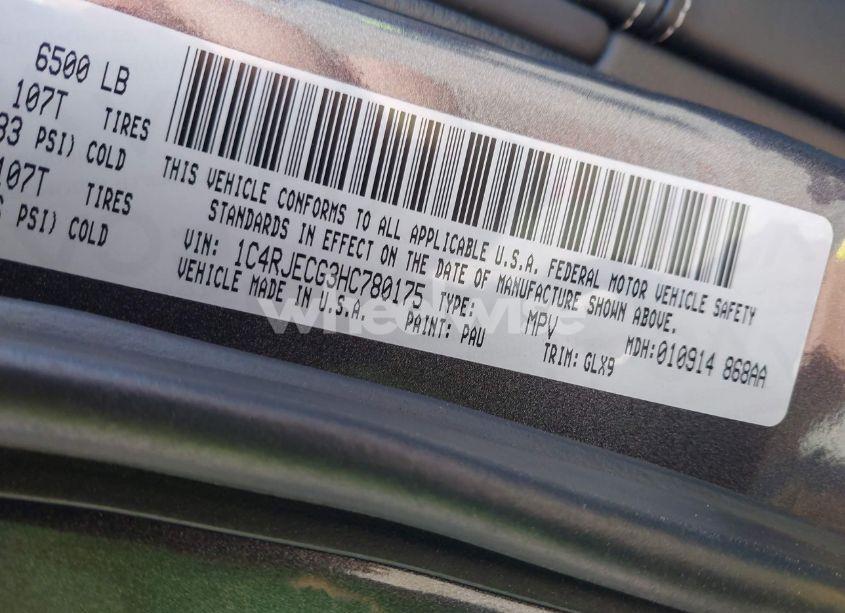 6500 LB
107T TIRES
33 PSI) COLD
107T TIRES
PSI) COLD
THIS VEHICLE CONFORMS TO ALL APPLICABLE U.S.A. FEDERAL MOTOR VEHICLE SAFETY
STANDARDS IN EFFECT ON THE DATE OF MANUFACTURE SHOWN ABOVE.
VIN: 1C4RJECG3HC780175 TYPE: MPV MDH:010914 868AA
VEHICLE MADE IN U.S.A. PAINT: PAU TRIM: GLX9
wheelwise